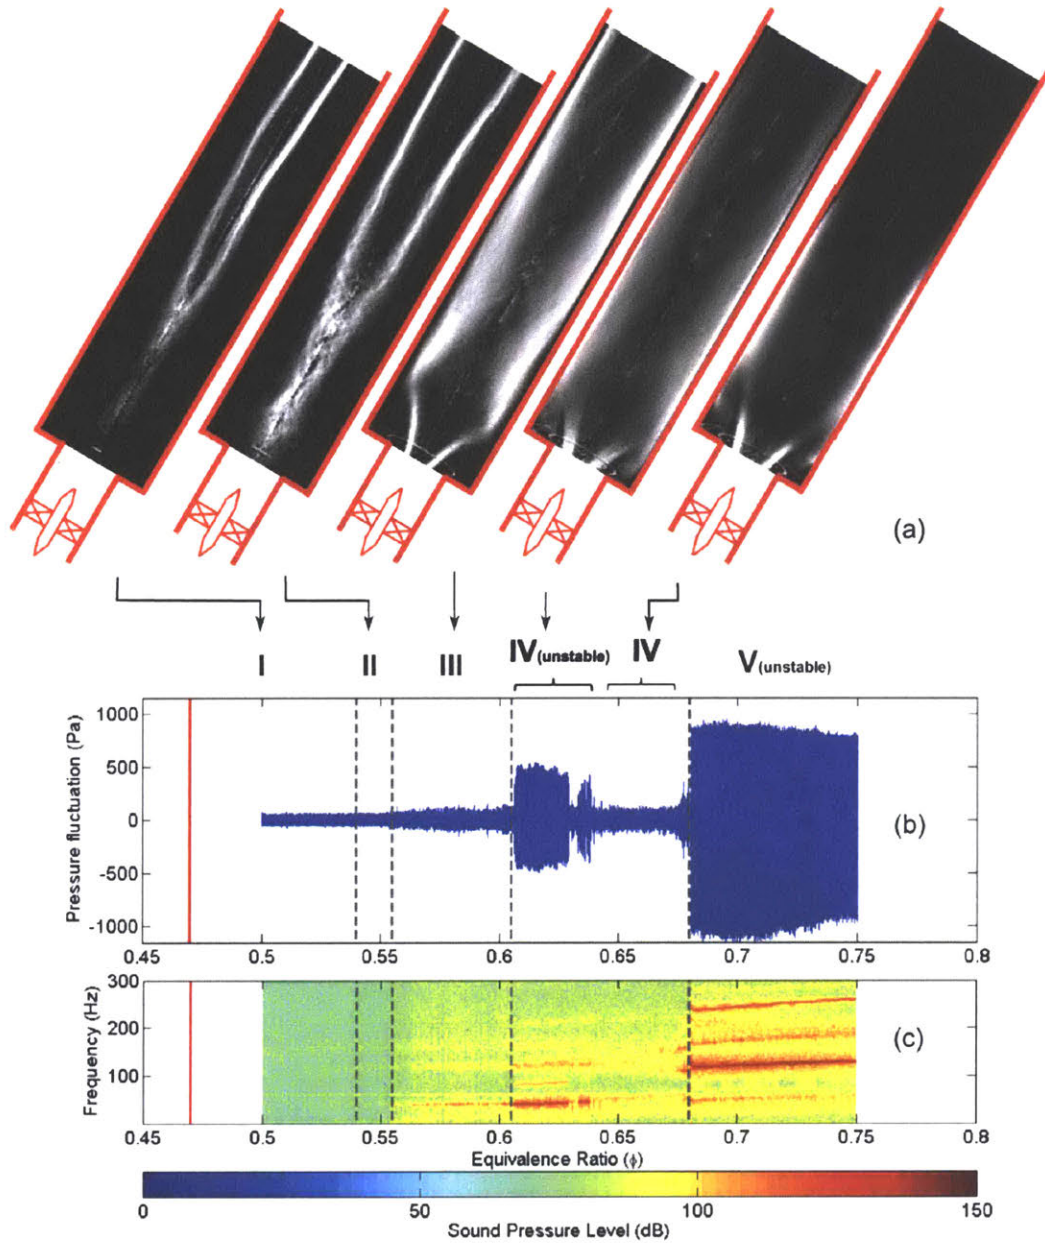 (a)
I II III IV(unstable) IV V(unstable)
Pressure fluctuation (Pa)
1000
500
0
-500
-1000
(b)
0.45 0.5 0.55 0.6 0.65 0.7 0.75 0.8
Frequency (Hz)
300
200
100
(c)
0.45 0.5 0.55 0.6 0.65 0.7 0.75 0.8
Equivalence Ratio (ϕ)
0 50 100 150
Sound Pressure Level (dB)